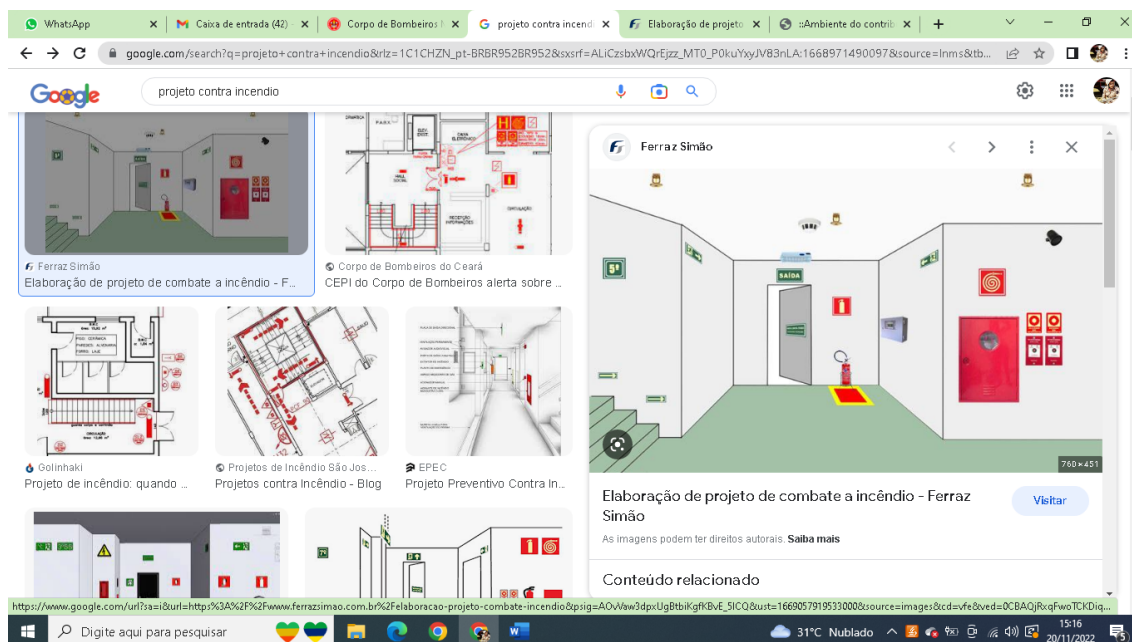 WhatsApp
Caixa de entrada (42)
Corpo de Bombeiros
projeto contra incend
Elaboração de projeto
::Ambiente do contrib
google.com/search?q=projeto+contra+incendio&rlz=1C1CHZN_pt-BRBR952BR952&sxsrf=ALiCzsbxWQrEjzz_MT0_P0kuYxyJV83nLA:1668971490097&source=lnms&tb...
Google
projeto contra incendio
Ferraz Simão
Elaboração de projeto de combate a incêndio - F...
Corpo de Bombeiros do Ceará
CEPI do Corpo de Bombeiros alerta sobre ...
HALL
SOCIAL
RECEPÇÃO
CIRCULAÇÃO
Golinhaki
Projeto de incêndio: quando ...
Projetos de Incêndio São Jos...
Projetos contra Incêndio - Blog
EPEC
Projeto Preventivo Contra In...
Ferraz Simão
5º
SAÍDA
760×451
Elaboração de projeto de combate a incêndio - Ferraz
Simão
Visitar
As imagens podem ter direitos autorais. Saiba mais
Conteúdo relacionado
https://www.google.com/url?sa=i&url=https%3A%2F%2Fwww.ferrazsimao.com.br%2Felaboracao-projeto-combate-incendio&psig=AOvVaw3dpxUgBtbiKgfKBvE_5ICQ&ust=1669057919533000&source=images&cd=vfe&ved=0CBAQjRxqFwoTCKDiq...
Digite aqui para pesquisar
31°C Nublado
15:16
20/11/2022